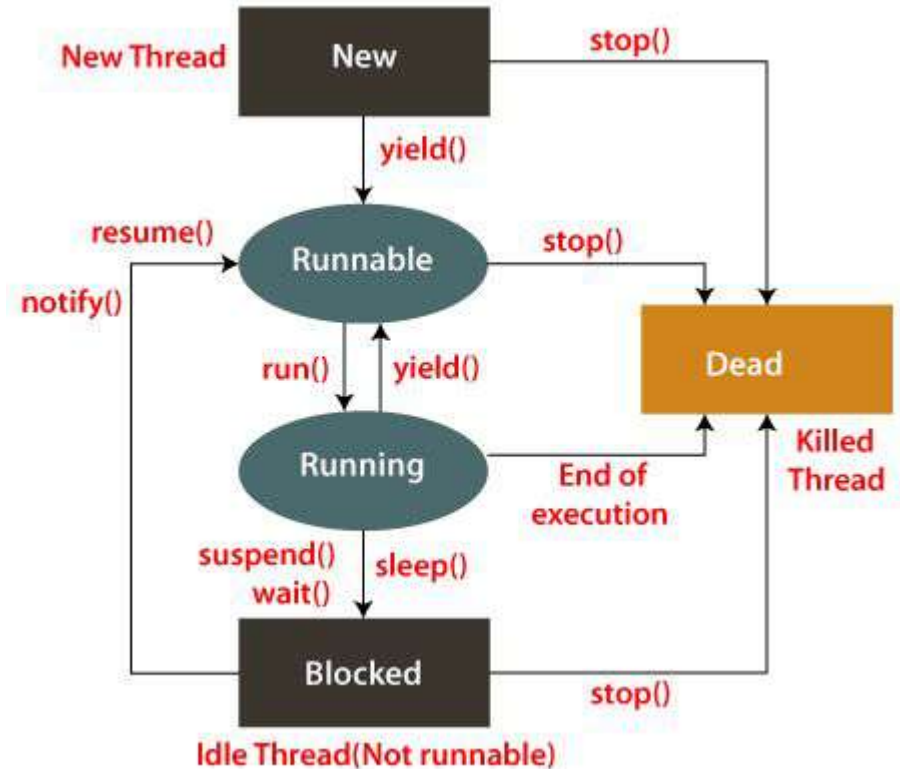 New Thread
New
stop()
yield()
resume()
Runnable
stop()
notify()
run()
yield()
Dead
Running
End of
execution
Killed
Thread
suspend()
wait()
sleep()
Blocked
stop()
Idle Thread(Not runnable)